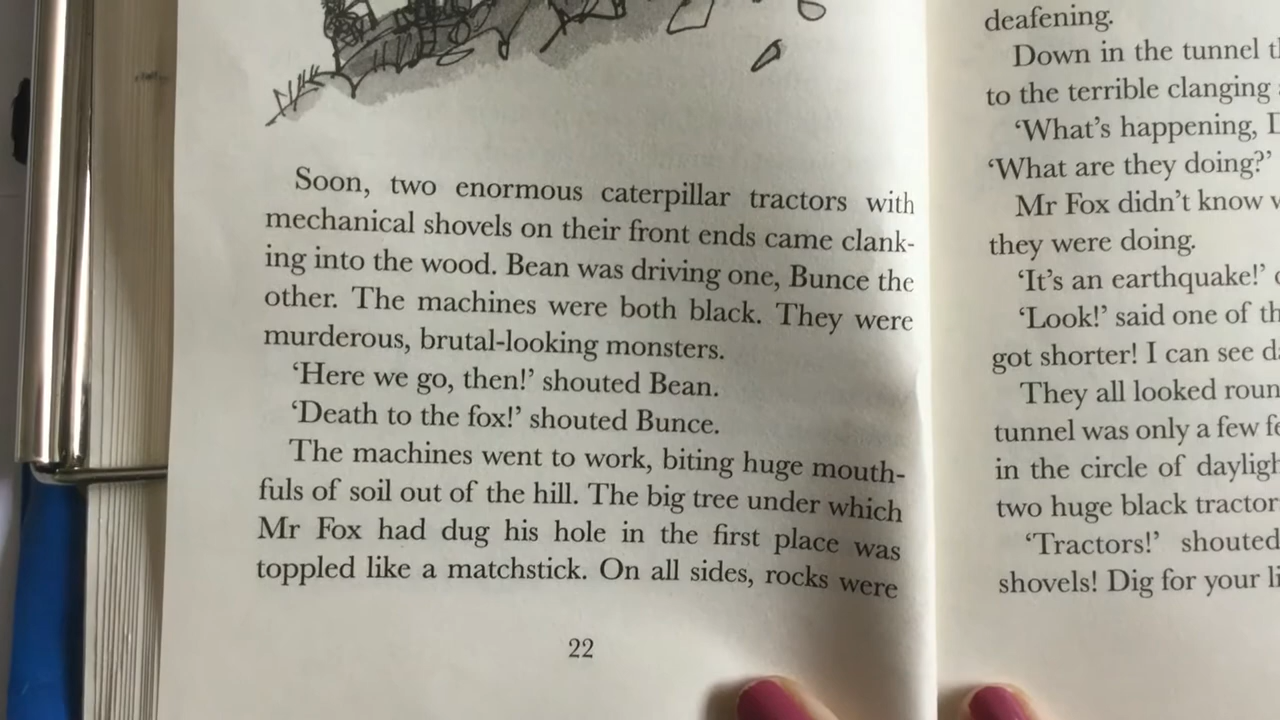 Soon, two enormous caterpillar tractors with
mechanical shovels on their front ends came clank-
ing into the wood. Bean was driving one, Bunce the
other. The machines were both black. They were
murderous, brutal-looking monsters.
‘Here we go, then!’ shouted Bean.
‘Death to the fox!’ shouted Bunce.
The machines went to work, biting huge mouth-
fuls of soil out of the hill. The big tree under which
Mr Fox had dug his hole in the first place was
toppled like a matchstick. On all sides, rocks were
22
deafening.
Down in the tunnel
to the terrible clanging
‘What’s happening,
‘What are they doing?’
Mr Fox didn’t know
they were doing.
‘It’s an earthquake!’
‘Look!’ said one of
got shorter! I can see
They all looked
tunnel was only a few
in the circle of
two huge black
‘Tractors!’ shouted
shovels! Dig for your